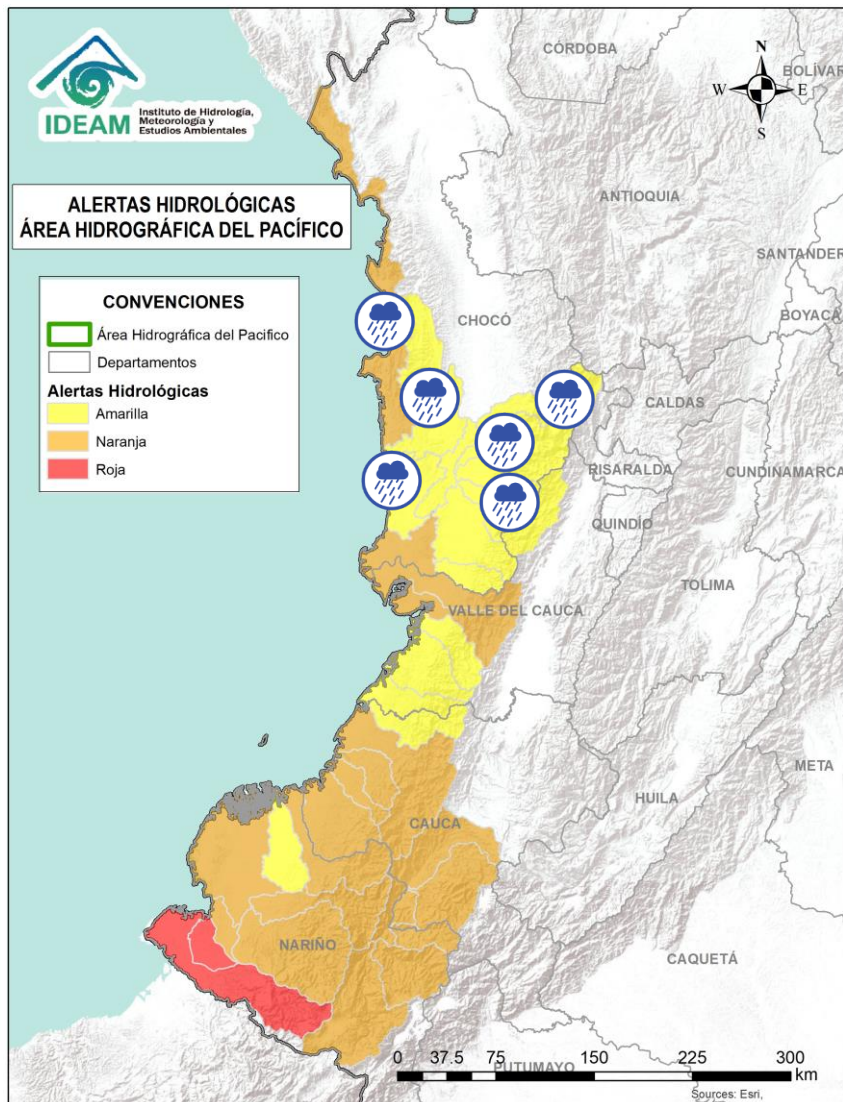 IDEAM
Instituto de Hidrología,
Meteorología y
Estudios Ambientales
ALERTAS HIDROLÓGICAS
ÁREA HIDROGRÁFICA DEL PACÍFICO
CONVENCIONES
Área Hidrográfica del Pacifico
Departamentos
Alertas Hidrológicas
Amarilla
Naranja
Roja
N
W
E
S
CÓRDOBA
BOLÍVAR
ANTIOQUIA
SANTANDER
BOYACÁ
CHOCÓ
CALDAS
RISARALDA
CUNDINAMARCA
QUINDÍO
TOLIMA
VALLE DEL CAUCA
META
HUILA
CAUCA
NARIÑO
CAQUETÁ
PUTUMAYO
0 37.5 75 150 225 300
km
Sources: Esri,